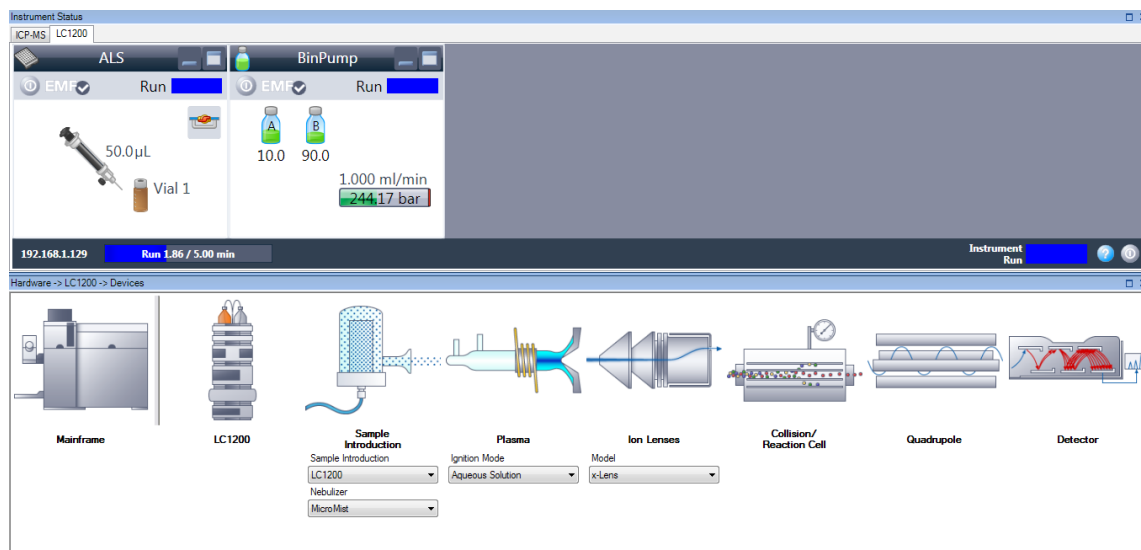 Instrument Status
ICP-MS LC1200
ALS BinPump
EMF Run EMF Run
A B
50.0µL
10.0 90.0
Vial 1
1.000 ml/min
244.17 bar
192.168.1.129 Run 1.86 / 5.00 min
Instrument
Run
Hardware -> LC1200 -> Devices
Mainframe LC1200 Sample Introduction Plasma Ion Lenses Collision/ Reaction Cell Quadrupole Detector
Sample Introduction Ignition Mode Model
LC1200 Aqueous Solution x-Lens
Nebulizer
MicroMist